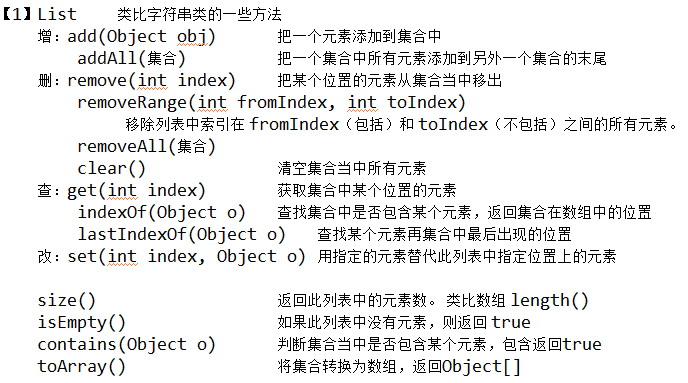 【1】List 类比字符串类的一些方法
增：add(Object obj) 把一个元素添加到集合中
addAll(集合) 把一个集合中所有元素添加到另外一个集合的末尾
删：remove(int index) 把某个位置的元素从集合当中移出
removeRange(int fromIndex, int toIndex)
移除列表中索引在 fromIndex（包括）和 toIndex（不包括）之间的所有元素。
removeAll(集合)
clear() 清空集合当中所有元素
查：get(int index) 获取集合中某个位置的元素
indexOf(Object o) 查找集合中是否包含某个元素，返回集合在数组中的位置
lastIndexOf(Object o) 查找某个元素再集合中最后出现的位置
改：set(int index, Object o) 用指定的元素替代此列表中指定位置上的元素
size() 返回此列表中的元素数。 类比数组 length()
isEmpty() 如果此列表中没有元素，则返回 true
contains(Object o) 判断集合当中是否包含某个元素，包含返回true
toArray() 将集合转换为数组，返回Object[]